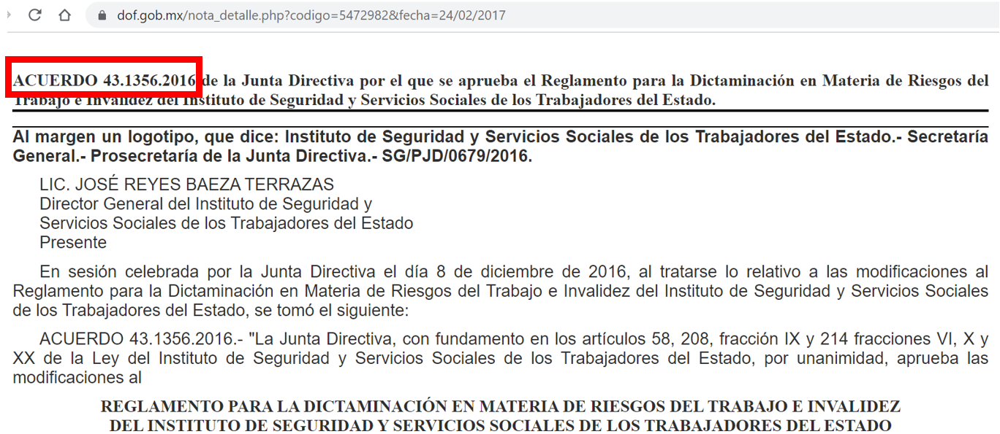 dof.gob.mx/nota_detalle.php?codigo=5472982&fecha=24/02/2017
ACUERDO 43.1356.2016 de la Junta Directiva por el que se aprueba el Reglamento para la Dictaminación en Materia de Riesgos del
Trabajo e Invalidez del Instituto de Seguridad y Servicios Sociales de los Trabajadores del Estado.
Al margen un logotipo, que dice: Instituto de Seguridad y Servicios Sociales de los Trabajadores del Estado.- Secretaría
General.- Prosecretaría de la Junta Directiva.- SG/PJD/0679/2016.
LIC. JOSÉ REYES BAEZA TERRAZAS
Director General del Instituto de Seguridad y
Servicios Sociales de los Trabajadores del Estado
Presente
En sesión celebrada por la Junta Directiva el día 8 de diciembre de 2016, al tratarse lo relativo a las modificaciones al
Reglamento para la Dictaminación en Materia de Riesgos del Trabajo e Invalidez del Instituto de Seguridad y Servicios Sociales
de los Trabajadores del Estado, se tomó el siguiente:
ACUERDO 43.1356.2016.- "La Junta Directiva, con fundamento en los artículos 58, 208, fracción IX y 214 fracciones VI, X y
XX de la Ley del Instituto de Seguridad y Servicios Sociales de los Trabajadores del Estado, por unanimidad, aprueba las
modificaciones al
REGLAMENTO PARA LA DICTAMINACIÓN EN MATERIA DE RIESGOS DEL TRABAJO E INVALIDEZ
DEL INSTITUTO DE SEGURIDAD Y SERVICIOS SOCIALES DE LOS TRABAJADORES DEL ESTADO